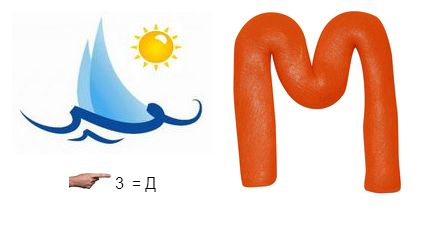 М
3 = Д